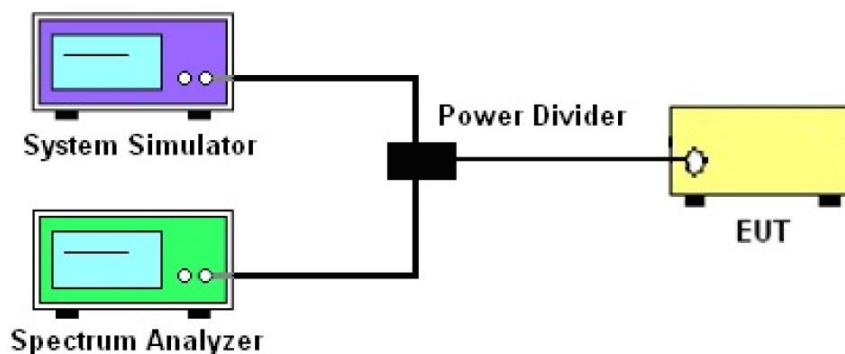 System Simulator
Power Divider
EUT
Spectrum Analyzer